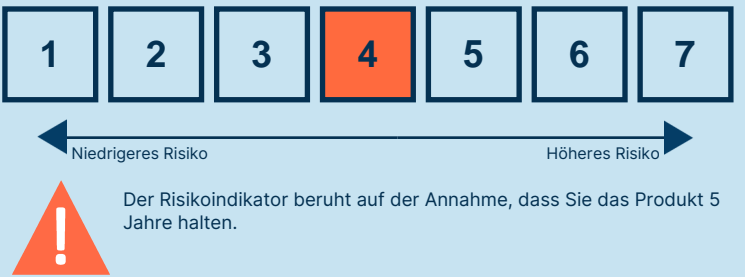 1 2 3 4 5 6 7
Niedrigeres Risiko Höheres Risiko
!
Der Risikoindikator beruht auf der Annahme, dass Sie das Produkt 5
Jahre halten.